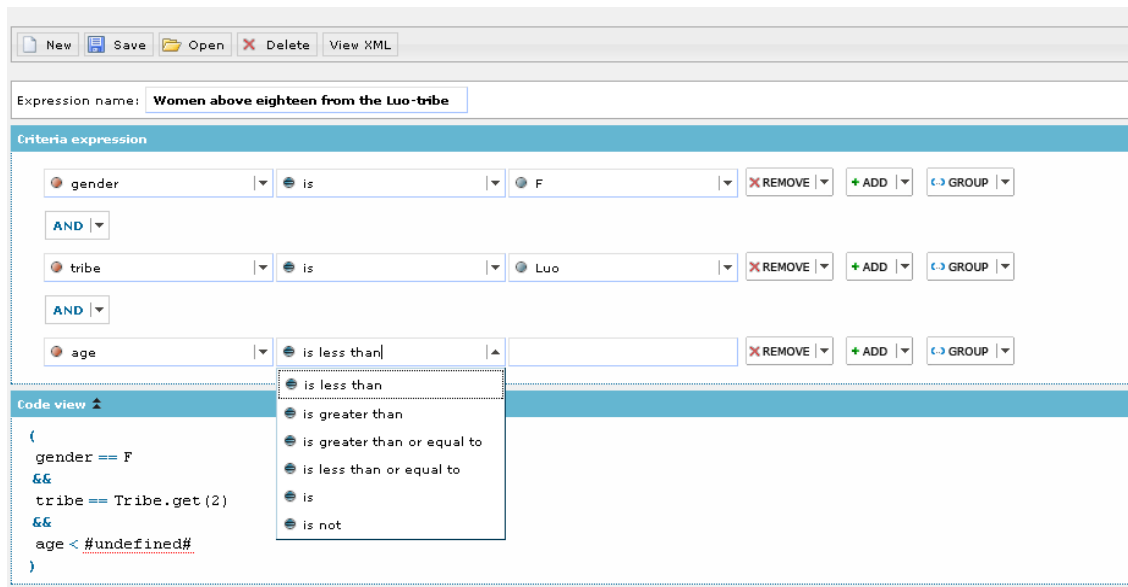 New Save Open Delete View XML
Expression name: Women above eighteen from the Luo-tribe
Criteria expression
gender is F REMOVE + ADD (..) GROUP
AND
tribe is Luo REMOVE + ADD (..) GROUP
AND
age is less than REMOVE + ADD (..) GROUP
is less than
is greater than
is greater than or equal to
is less than or equal to
is
is not
Code view
(
gender == F
&&
tribe == Tribe.get(2)
&&
age < #undefined#
)